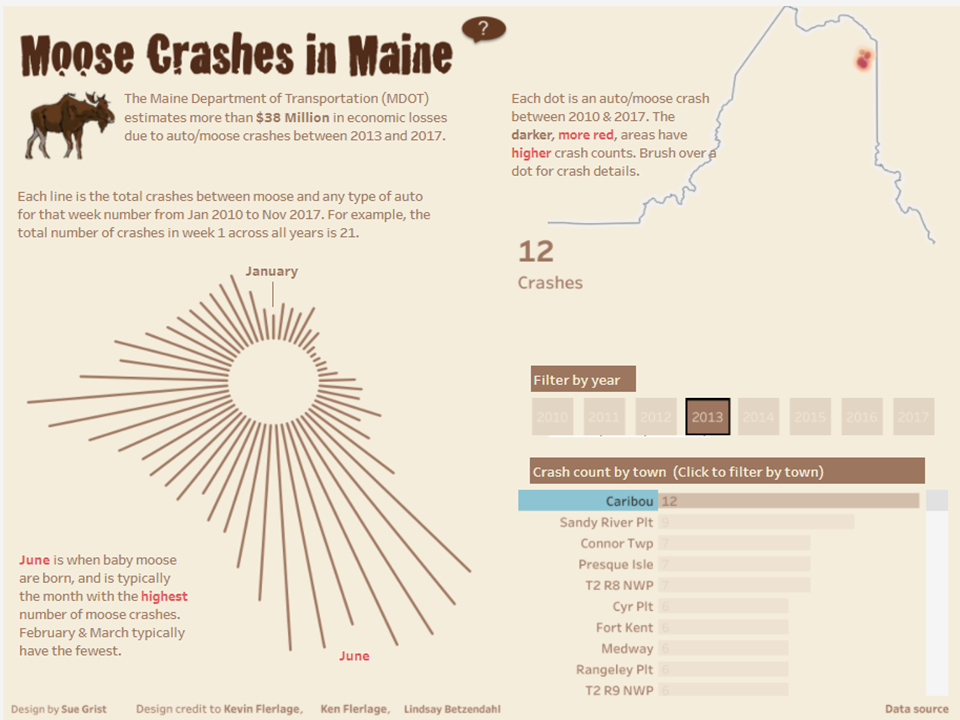 Moose Crashes in Maine
?
The Maine Department of Transportation (MDOT)
estimates more than $38 Million in economic losses
due to auto/moose crashes between 2013 and 2017.
Each dot is an auto/moose crash
between 2010 & 2017. The
darker, more red, areas have
higher crash counts. Brush over a
dot for crash details.
Each line is the total crashes between moose and any type of auto
for that week number from Jan 2010 to Nov 2017. For example, the
total number of crashes in week 1 across all years is 21.
12
Crashes
January
Filter by year
2010 2011 2012 2013 2014 2015 2016 2017
Crash count by town (Click to filter by town)
Caribou 12
Sandy River Plt 9
Connor Twp 7
Presque Isle 7
T2 R8 NWP 7
Cyr Plt 6
Fort Kent 6
Medway 6
Rangeley Plt 6
T2 R9 NWP 6
June is when baby moose
are born, and is typically
the month with the highest
number of moose crashes.
February & March typically
have the fewest.
June
Design by Sue Grist
Design credit to Kevin Flerlage, Ken Flerlage, Lindsay Betzendahl
Data source